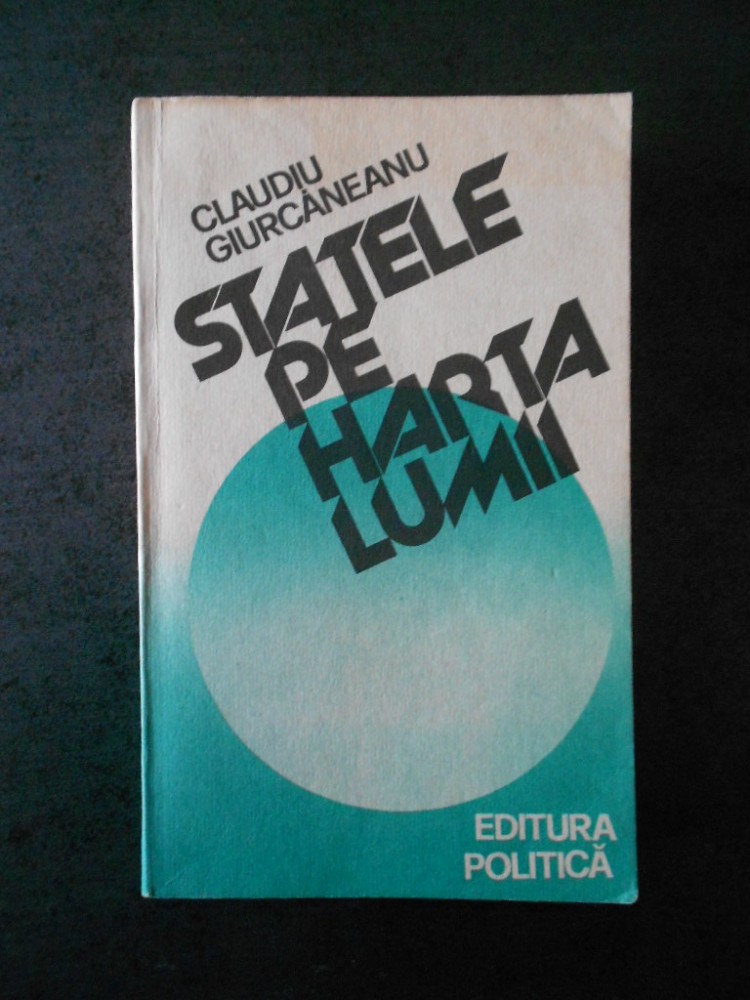 CLAUDIU
GIURCĂNEANU
STATELE
PE
HARTA
LUMII
EDITURA
POLITICĂ